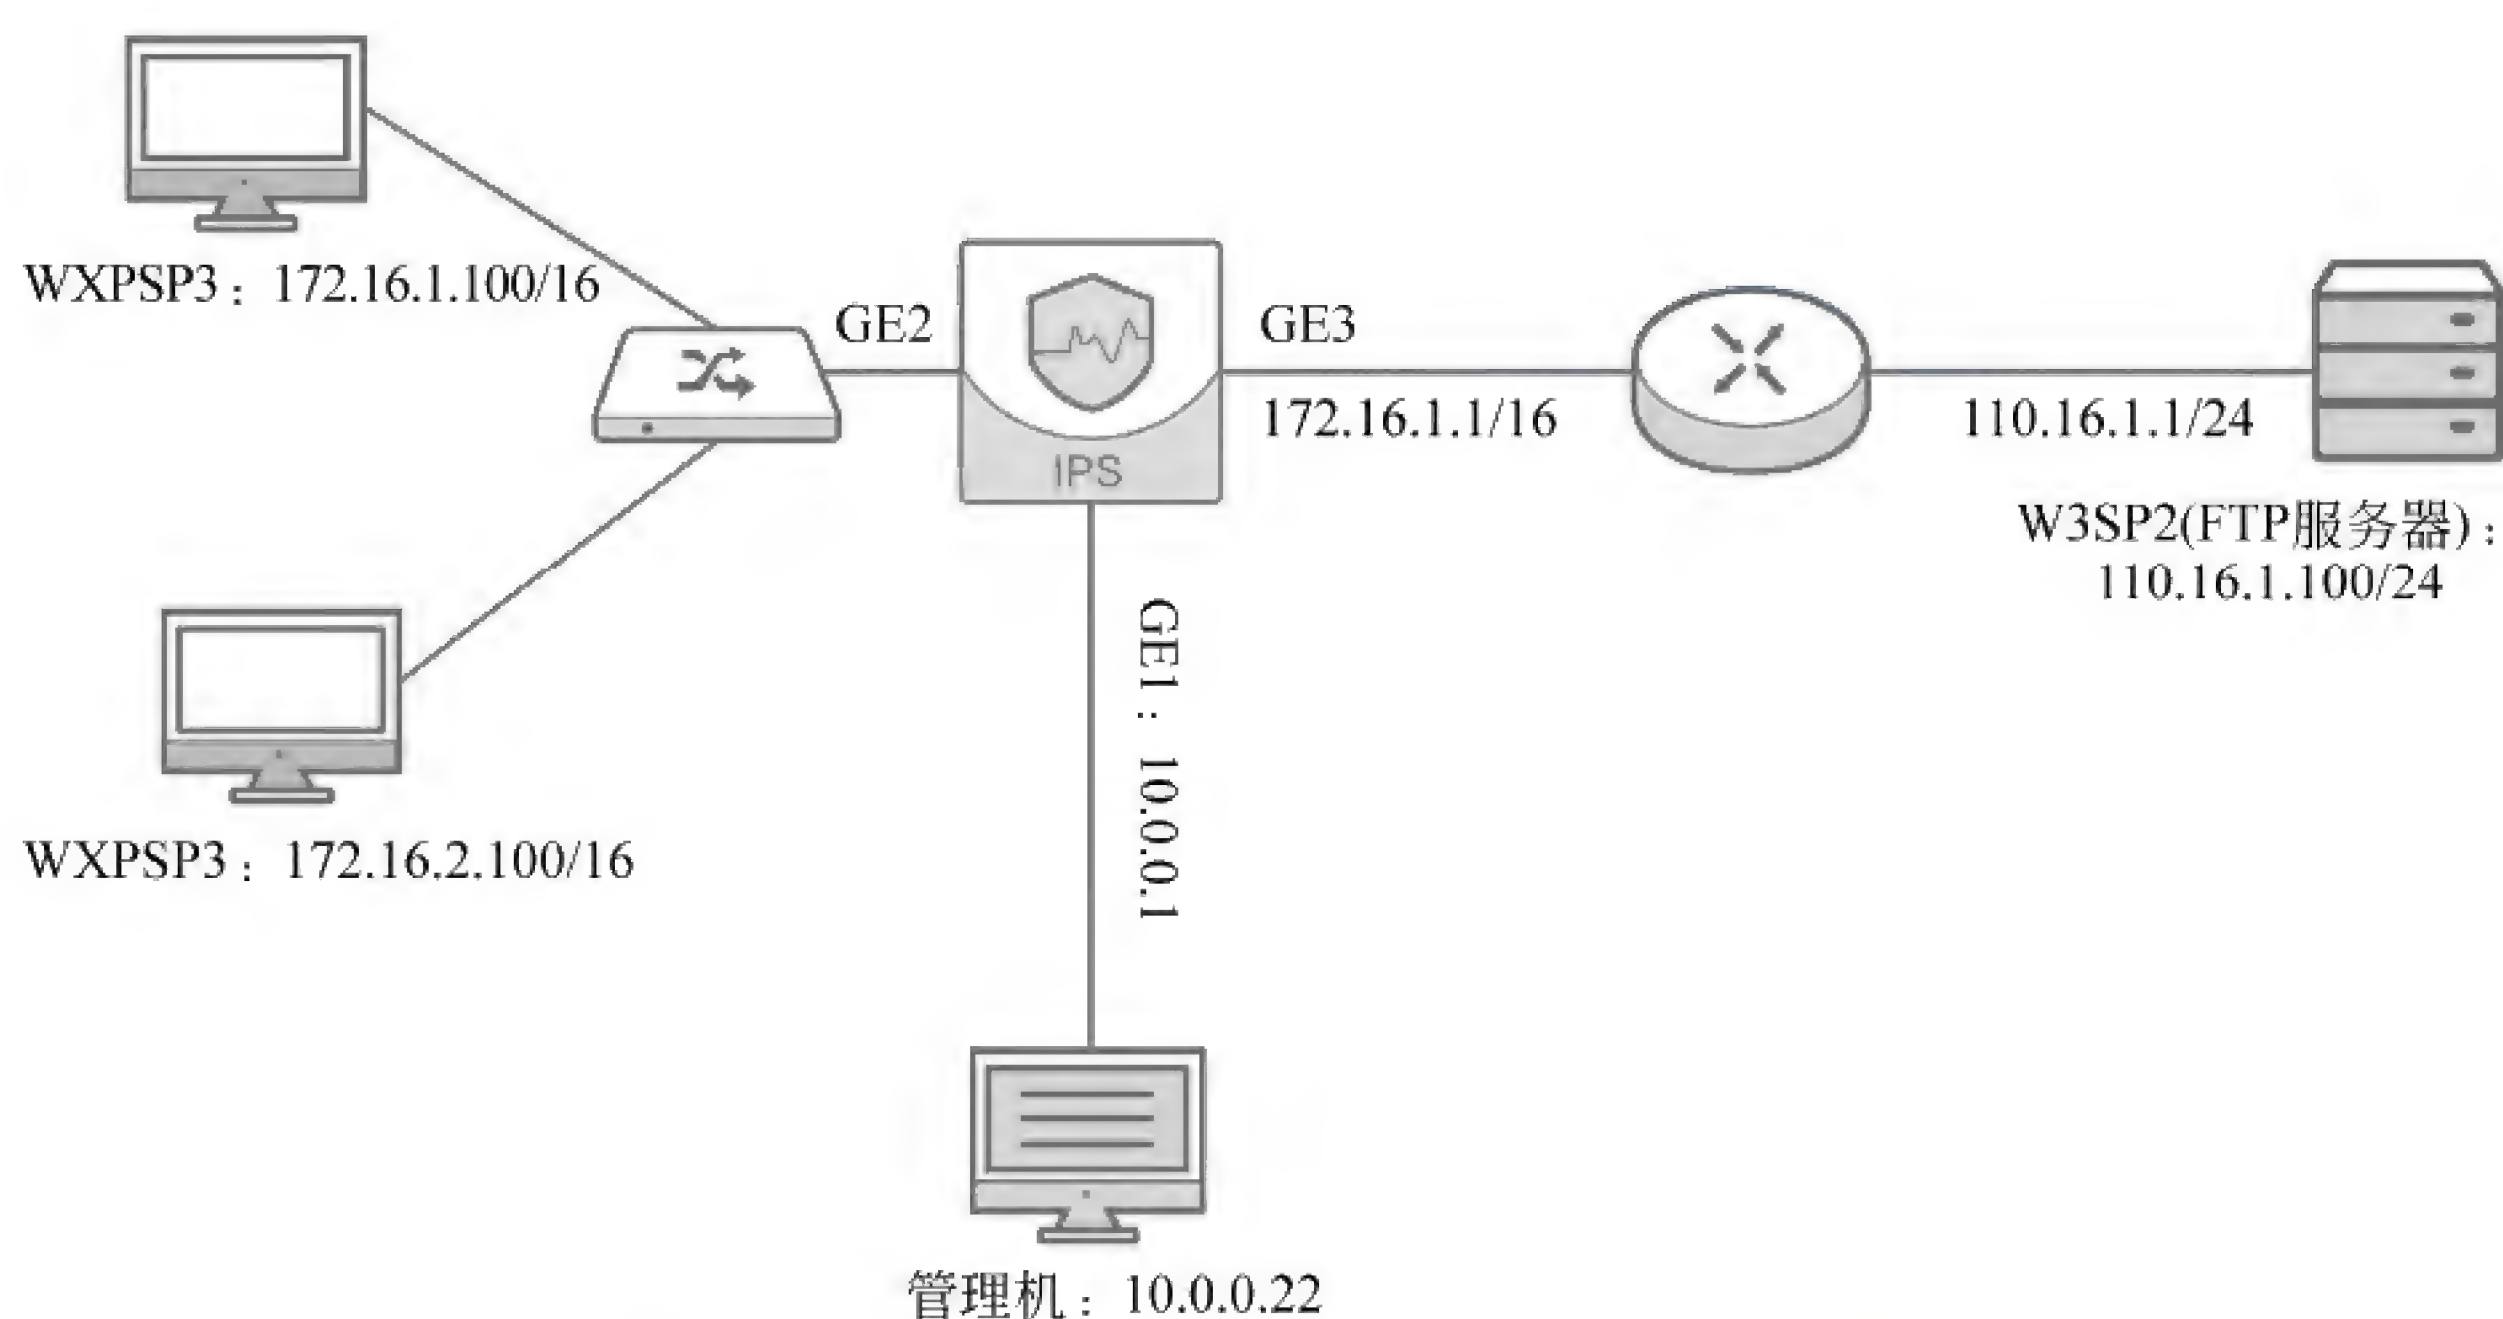 WXPSP3：172.16.1.100/16
GE2
GE3
172.16.1.1/16
110.16.1.1/24
IPS
W3SP2(FTP服务器)：
110.16.1.100/24
GE1：10.0.0.1
WXPSP3：172.16.2.100/16
管理机：10.0.0.22